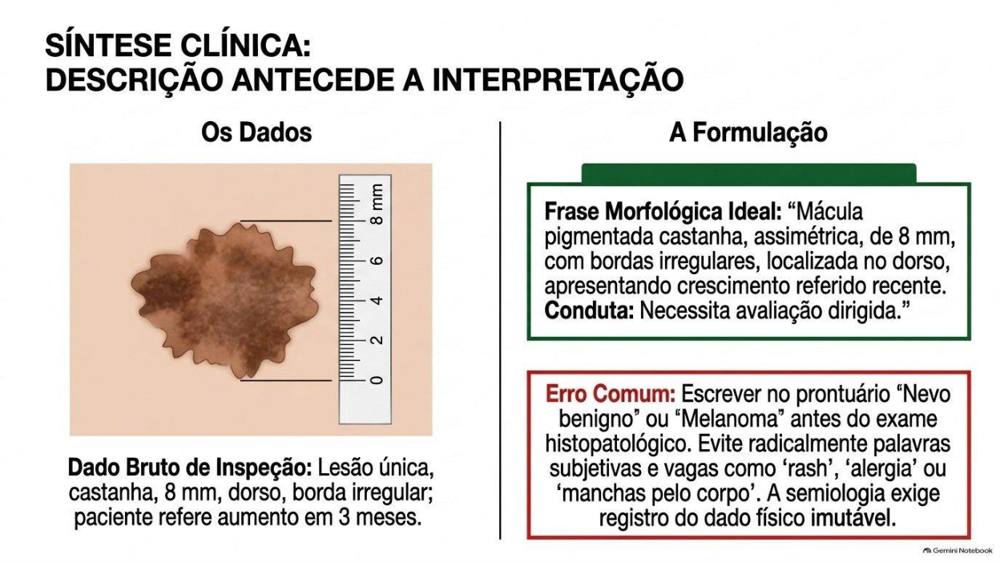 SÍNTESE CLÍNICA:
DESCRIÇÃO ANTECEDE A INTERPRETAÇÃO
Os Dados
8 mm
6
4
2
0
Dado Bruto de Inspeção: Lesão única,
castanha, 8 mm, dorso, borda irregular;
paciente refere aumento em 3 meses.
A Formulação
Frase Morfológica Ideal: “Mácula
pigmentada castanha, assimétrica, de 8 mm,
com bordas irregulares, localizada no dorso,
apresentando crescimento referido recente.
Conduta: Necessita avaliação dirigida.”
Erro Comum: Escrever no prontuário ‘Nevo
benigno’ ou “Melanoma” antes do exame
histopatológico. Evite radicalmente palavras
subjetivas e vagas como ‘rash’, ‘alergia’ ou
‘manchas pelo corpo’. A semiologia exige
registro do dado físico imutável.
Gemini Notebook